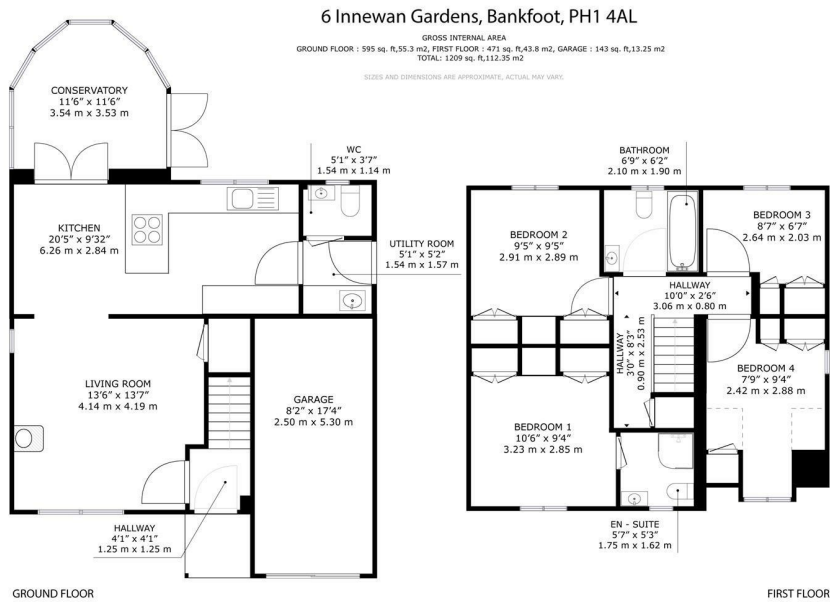 6 Innewan Gardens, Bankfoot, PH1 4AL
GROSS INTERNAL AREA
GROUND FLOOR : 595 sq. ft,55.3 m2, FIRST FLOOR : 471 sq. ft,43.8 m2, GARAGE : 143 sq. ft,13.25 m2
TOTAL: 1209 sq. ft,112.35 m2
SIZES AND DIMENSIONS ARE APPROXIMATE, ACTUAL MAY VARY.
CONSERVATORY
11'6" x 11'6"
3.54 m x 3.53 m
WC
5'1" x 3'7"
1.54 m x 1.14 m
KITCHEN
20'5" x 9'32"
6.26 m x 2.84 m
UTILITY ROOM
5'1" x 5'2"
1.54 m x 1.57 m
LIVING ROOM
13'6" x 13'7"
4.14 m x 4.19 m
GARAGE
8'2" x 17'4"
2.50 m x 5.30 m
HALLWAY
4'1" x 4'1"
1.25 m x 1.25 m
GROUND FLOOR
BATHROOM
6'9" x 6'2"
2.10 m x 1.90 m
BEDROOM 2
9'5" x 9'5"
2.91 m x 2.89 m
BEDROOM 3
8'7" x 6'7"
2.64 m x 2.03 m
HALLWAY
10'0" x 2'6"
3.06 m x 0.80 m
HALLWAY
3'0" x 8'3"
0.90 m x 2.53 m
BEDROOM 4
7'9" x 9'4"
2.42 m x 2.88 m
BEDROOM 1
10'6" x 9'4"
3.23 m x 2.85 m
EN - SUITE
5'7" x 5'3"
1.75 m x 1.62 m
FIRST FLOOR